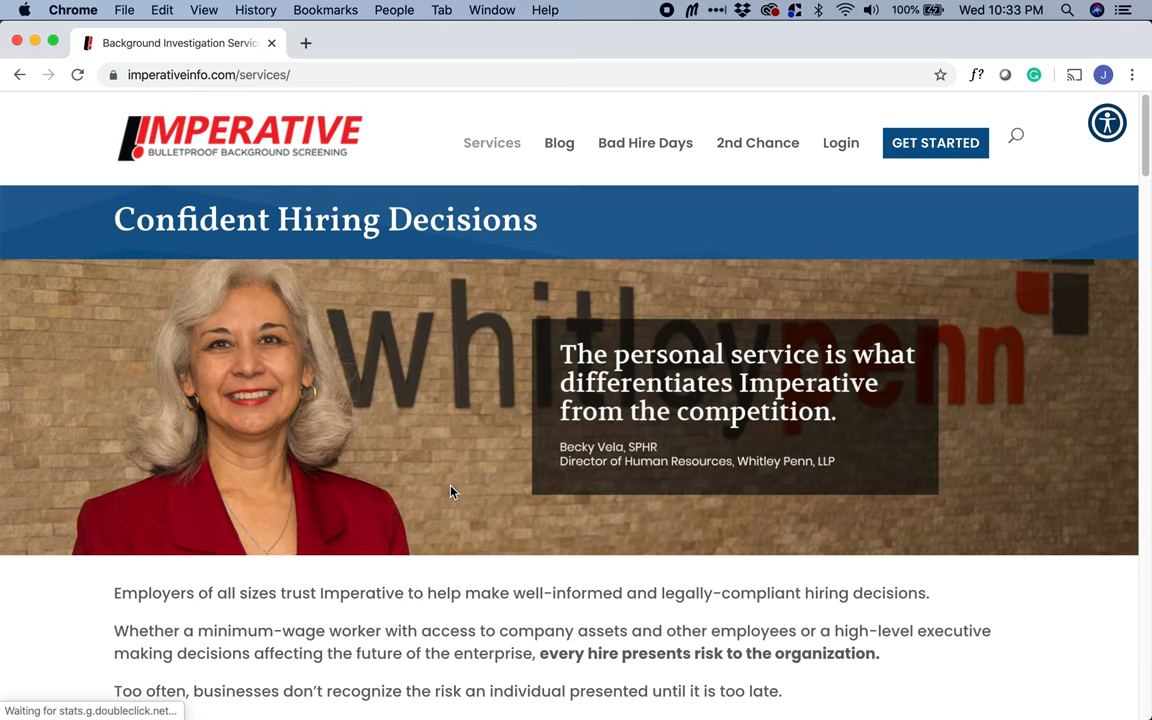 Chrome File Edit View History Bookmarks People Tab Window Help 100% Wed 10:33 PM
Background Investigation Servic
imperativeinfo.com/services/ f? J
IMPERATIVE
BULLETPROOF BACKGROUND SCREENING
Services Blog Bad Hire Days 2nd Chance Login GET STARTED
Confident Hiring Decisions
whitleypenn
The personal service is what
differentiates Imperative
from the competition.
Becky Vela, SPHR
Director of Human Resources, Whitley Penn, LLP
Employers of all sizes trust Imperative to help make well-informed and legally-compliant hiring decisions.
Whether a minimum-wage worker with access to company assets and other employees or a high-level executive
making decisions affecting the future of the enterprise, every hire presents risk to the organization.
Too often, businesses don't recognize the risk an individual presented until it is too late.
Waiting for stats.g.doubleclick.net...